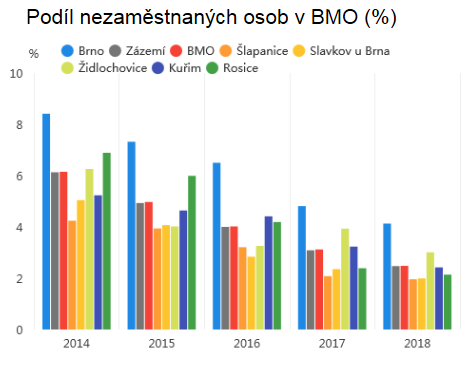 Podíl nezaměstnaných osob v BMO (%)
% Brno Zázemí BMO Šlapanice Slavkov u Brna
Židlochovice Kuřim Rosice
10
8
6
4
2
0
2014 2015 2016 2017 2018